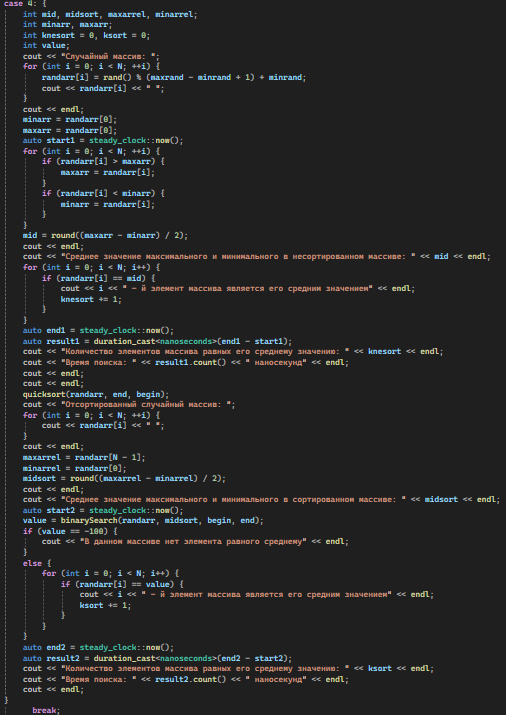 case 4: {
int mid, midsort, maxarrel, minarrel;
int minarr, maxarr;
int knesort = 0, ksort = 0;
int value;
cout << "Случайный массив: ";
for (int i = 0; i < N; ++i) {
randarr[i] = rand() % (maxrand - minrand + 1) + minrand;
cout << randarr[i] << " ";
}
cout << endl;
minarr = randarr[0];
maxarr = randarr[0];
auto start1 = steady_clock::now();
for (int i = 0; i < N; ++i) {
if (randarr[i] > maxarr) {
maxarr = randarr[i];
}
if (randarr[i] < minarr) {
minarr = randarr[i];
}
}
mid = round((maxarr - minarr) / 2);
cout << endl;
cout << "Среднее значение максимального и минимального в несортированном массиве: " << mid << endl;
for (int i = 0; i < N; i++) {
if (randarr[i] == mid) {
cout << i << " - й элемент массива является его средним значением" << endl;
knesort += 1;
}
}
auto end1 = steady_clock::now();
auto result1 = duration_cast<nanoseconds>(end1 - start1);
cout << "Количество элементов массива равных его среднему значению: " << knesort << endl;
cout << "Время поиска: " << result1.count() << " наносекунд" << endl;
cout << endl;
cout << endl;
quicksort(randarr, end, begin);
cout << "Отсортированный случайный массив: ";
for (int i = 0; i < N; ++i) {
cout << randarr[i] << " ";
}
cout << endl;
maxarrel = randarr[N - 1];
minarrel = randarr[0];
midsort = round((maxarrel - minarrel) / 2);
cout << endl;
cout << "Среднее значение максимального и минимального в сортированном массиве: " << midsort << endl;
auto start2 = steady_clock::now();
value = binarySearch(randarr, midsort, begin, end);
if (value == -100) {
cout << "В данном массиве нет элемента равного среднему" << endl;
}
else {
for (int i = 0; i < N; i++) {
if (randarr[i] == value) {
cout << i << " - й элемент массива является его средним значением" << endl;
ksort += 1;
}
}
}
auto end2 = steady_clock::now();
auto result2 = duration_cast<nanoseconds>(end2 - start2);
cout << "Количество элементов массива равных его среднему значению: " << ksort << endl;
cout << "Время поиска: " << result2.count() << " наносекунд" << endl;
cout << endl;
}
break;